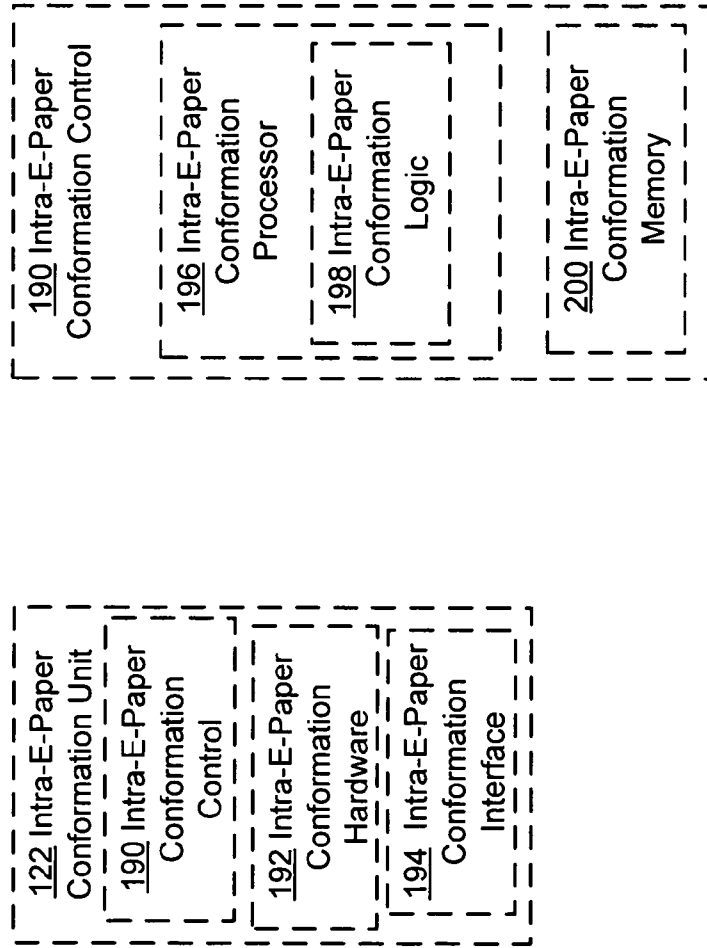 122 Intra-E-Paper
Conformation Unit
190 Intra-E-Paper
Conformation
Control
192 Intra-E-Paper
Conformation
Hardware
194 Intra-E-Paper
Conformation
Interface
190 Intra-E-Paper
Conformation Control
196 Intra-E-Paper
Conformation
Processor
198 Intra-E-Paper
Conformation
Logic
200 Intra-E-Paper
Conformation
Memory